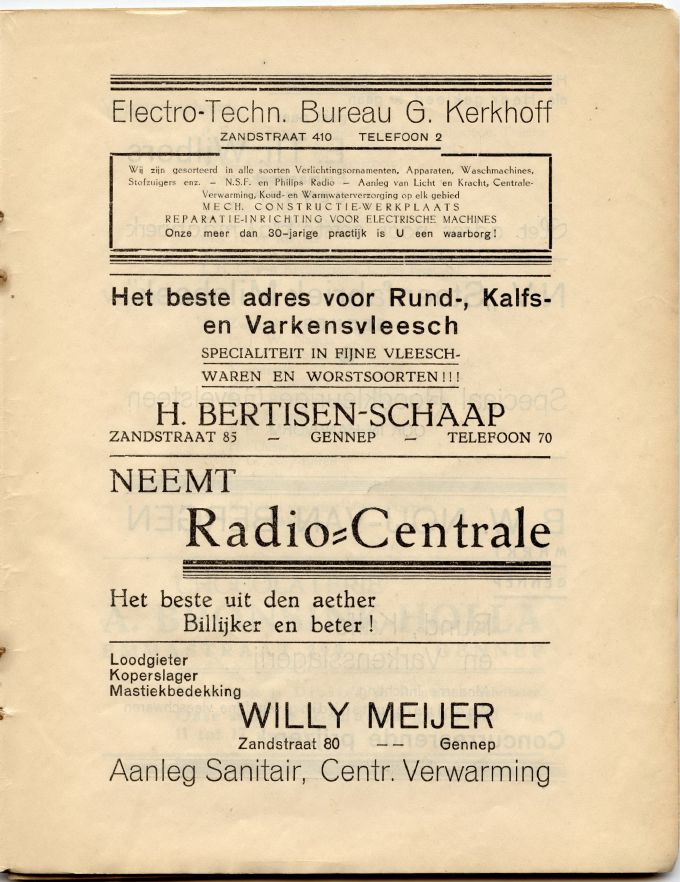 Electro-Techn. Bureau G. Kerkhoff
ZANDSTRAAT 410 TELEFOON 2
Wij zijn gesorteerd in alle soorten Verlichtingsornamenten, Apparaten, Waschmachines,
Stofzuigers enz. — N.S.F. en Philips Radio — Aanleg van Licht en Kracht, Centrale-
Verwarming, Koud- en Warmwaterverzorging op elk gebied
MECH. CONSTRUCTIE-WERKPLAATS
REPARATIE-INRICHTING VOOR ELECTRISCHE MACHINES
Onze meer dan 30-jarige practijk is U een waarborg!
Het beste adres voor Rund-, Kalfs-
en Varkensvleesch
SPECIALITEIT IN FIJNE VLEESCH-
WAREN EN WORSTSOORTEN!!!
H. BERTISEN-SCHAAP
ZANDSTRAAT 85 — GENNEP — TELEFOON 70
NEEMT
Radio=Centrale
Het beste uit den aether
Billijker en beter!
Loodgieter
Koperslager
Mastiekbedekking
WILLY MEIJER
Zandstraat 80 —— Gennep
Aanleg Sanitair, Centr. Verwarming